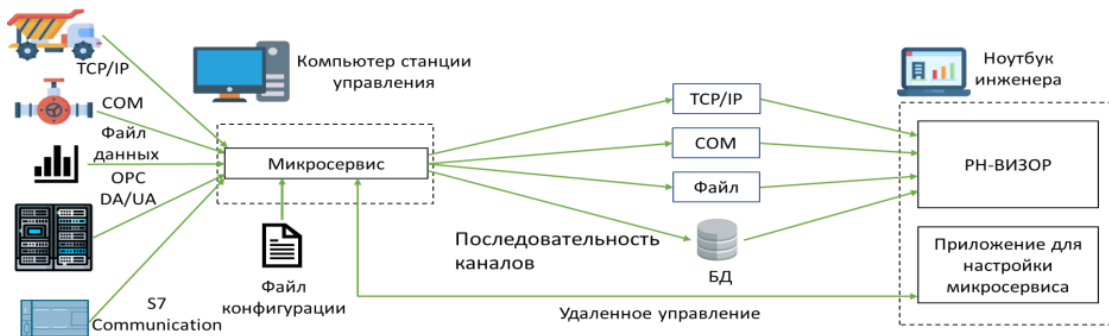 TCP/IP
COM
Файл
данных
OPC
DA/UA
S7
Communication
Компьютер станции
управления
Микросервис
Файл
конфигурации
TCP/IP
COM
Файл
Последовательность
каналов
БД
Удаленное управление
Ноутбук
инженера
РН-ВИЗОР
Приложение для
настройки
микросервиса